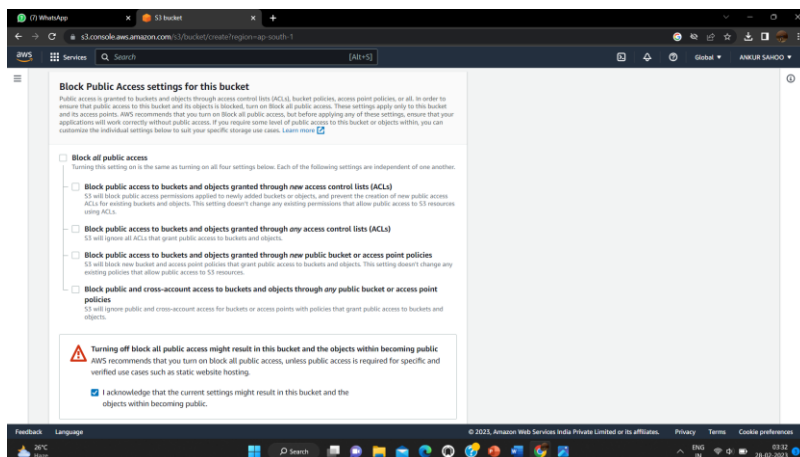 (7) WhatsApp
S3 bucket
s3.console.aws.amazon.com/s3/bucket/create?region=ap-south-1
aws
Services
Search
[Alt+S]
Global
ANKUR SAHOO
Block Public Access settings for this bucket
Public access is granted to buckets and objects through access control lists (ACLs), bucket policies, access point policies, or all. In order to
ensure that public access to this bucket and its objects is blocked, turn on Block all public access. These settings apply only to this bucket
and its access points. AWS recommends that you turn on Block all public access, but before applying any of these settings, ensure that your
applications will work correctly without public access. If you require some level of public access to this bucket or objects within, you can
customize the individual settings below to suit your specific storage use cases. Learn more
Block all public access
Turning this setting on is the same as turning on all four settings below. Each of the following settings are independent of one another.
Block public access to buckets and objects granted through new access control lists (ACLs)
S3 will block public access permissions applied to newly added buckets or objects, and prevent the creation of new public access
ACLs for existing buckets and objects. This setting doesn't change any existing permissions that allow public access to S3 resources
using ACLs.
Block public access to buckets and objects granted through any access control lists (ACLs)
S3 will ignore all ACLs that grant public access to buckets and objects.
Block public access to buckets and objects granted through new public bucket or access point policies
S3 will block new bucket and access point policies that grant public access to buckets and objects. This setting doesn't change any
existing policies that allow public access to S3 resources.
Block public and cross-account access to buckets and objects through any public bucket or access point
policies
S3 will ignore public and cross-account access for buckets or access points with policies that grant public access to buckets and
objects.
Turning off block all public access might result in this bucket and the objects within becoming public
AWS recommends that you turn on block all public access, unless public access is required for specific and
verified use cases such as static website hosting.
I acknowledge that the current settings might result in this bucket and the
objects within becoming public.
Feedback
Language
© 2023, Amazon Web Services India Private Limited or its affiliates.
Privacy
Terms
Cookie preferences
26°C
Haze
Search
ENG
IN
03:32
28-02-2023